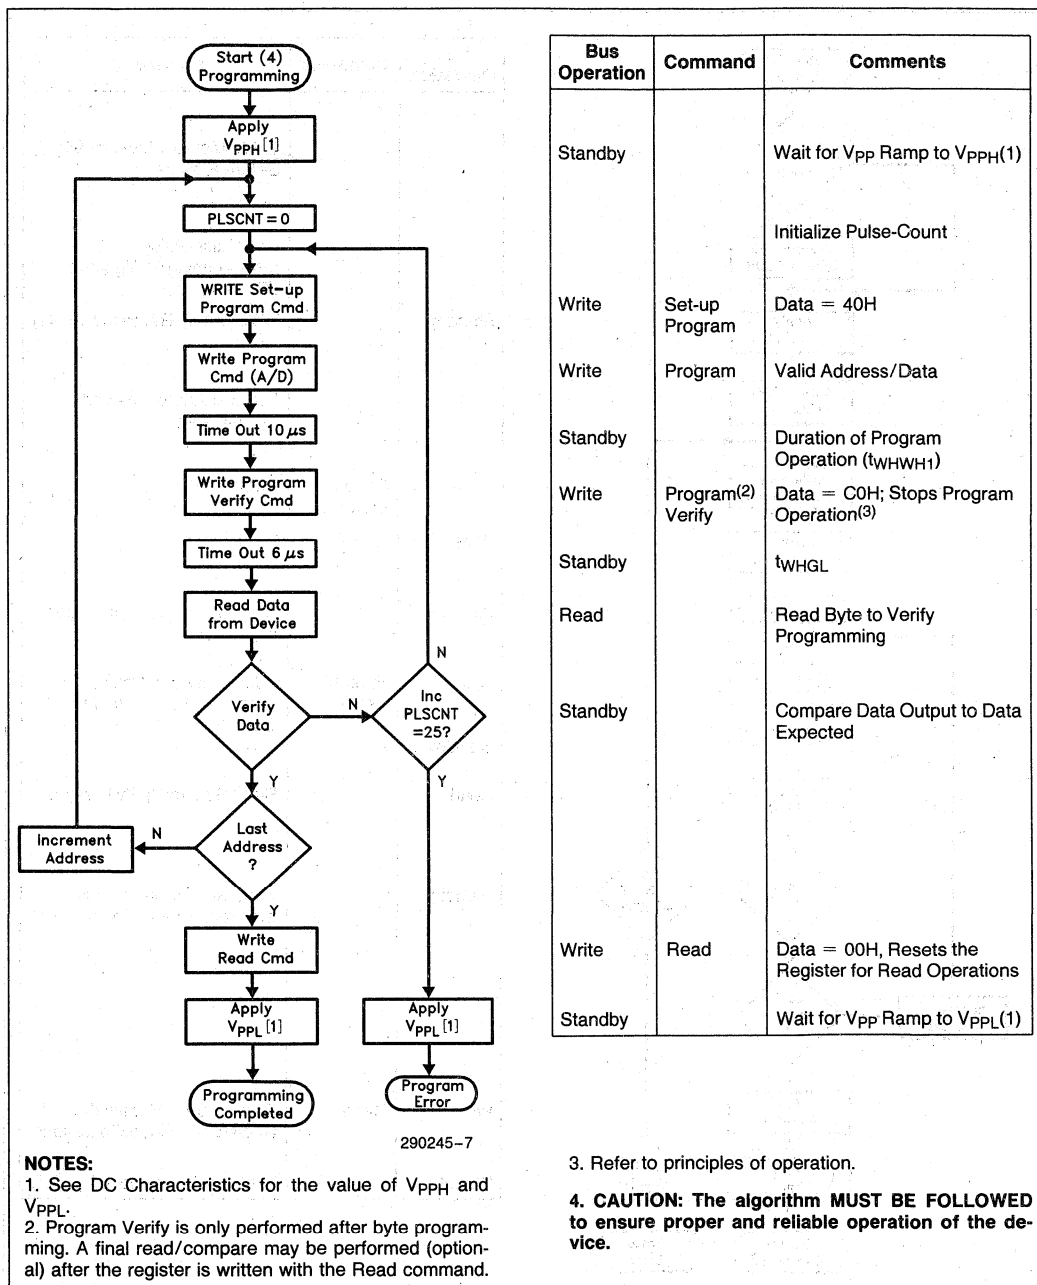 Start (4)
Programming
Apply
VPPH [1]
PLSCNT = 0
WRITE Set-up
Program Cmd
Write Program
Cmd (A/D)
Time Out 10 μs
Write Program
Verify Cmd
Time Out 6 μs
Read Data
from Device
Verify
Data
N
Inc
PLSCNT
=25?
N
Y
Y
Last
Address
?
N
Increment
Address
Y
Write
Read Cmd
Apply
VPPL [1]
Programming
Completed
Apply
VPPL [1]
Program
Error
290245-7
Bus Operation Command Comments
Standby Wait for VPP Ramp to VPPH(1)
Initialize Pulse-Count
Write Set-up Program Data = 40H
Write Program Valid Address/Data
Standby Duration of Program
Operation (tWHWH1)
Write Program(2) Verify Data = C0H; Stops Program
Operation(3)
Standby tWHGL
Read Read Byte to Verify
Programming
Standby Compare Data Output to Data
Expected
Write Read Data = 00H, Resets the
Register for Read Operations
Standby Wait for VPP Ramp to VPPL(1)
NOTES:
1. See DC Characteristics for the value of VPPH and
VPPL.
2. Program Verify is only performed after byte program-
ming. A final read/compare may be performed (option-
al) after the register is written with the Read command.
3. Refer to principles of operation.
4. CAUTION: The algorithm MUST BE FOLLOWED
to ensure proper and reliable operation of the de-
vice.